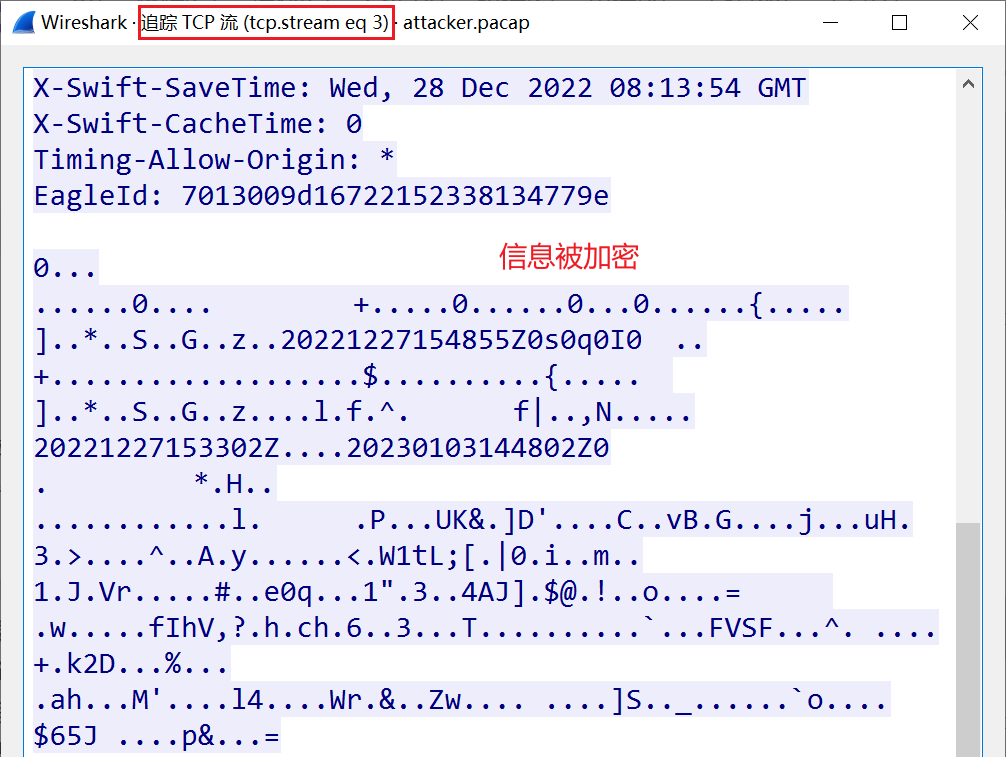 Wireshark · 追踪 TCP 流 (tcp.stream eq 3) · attacker.pacap
X-Swift-SaveTime: Wed, 28 Dec 2022 08:13:54 GMT
X-Swift-CacheTime: 0
Timing-Allow-Origin: *
EagleId: 7013009d16722152338134779e
信息被加密
0...
......0.... 	+.....0......0...0......{.....
]..*..S..G..z..20221227154855Z0s0q0I0	..
+...................$..........{.....
]..*..S..G..z....l.f.^.	f|..,N.....
20221227153302Z....20230103144802Z0
.	*.H..
............l.	.P...UK&.]D'....C..vB.G....j...uH.
3.>....^..A.y......<.W1tL;[.|0.i..m..
1.J.Vr.....#..e0q...1".3..4AJ].$@.!..o....=
.w.....fIhV,?.h.ch.6..3...T..........`...FVSF...^. ....
+.k2D...%...
.ah...M'....l4....Wr.&..Zw.... ....]S.._......`o....
$65J ....p&...=